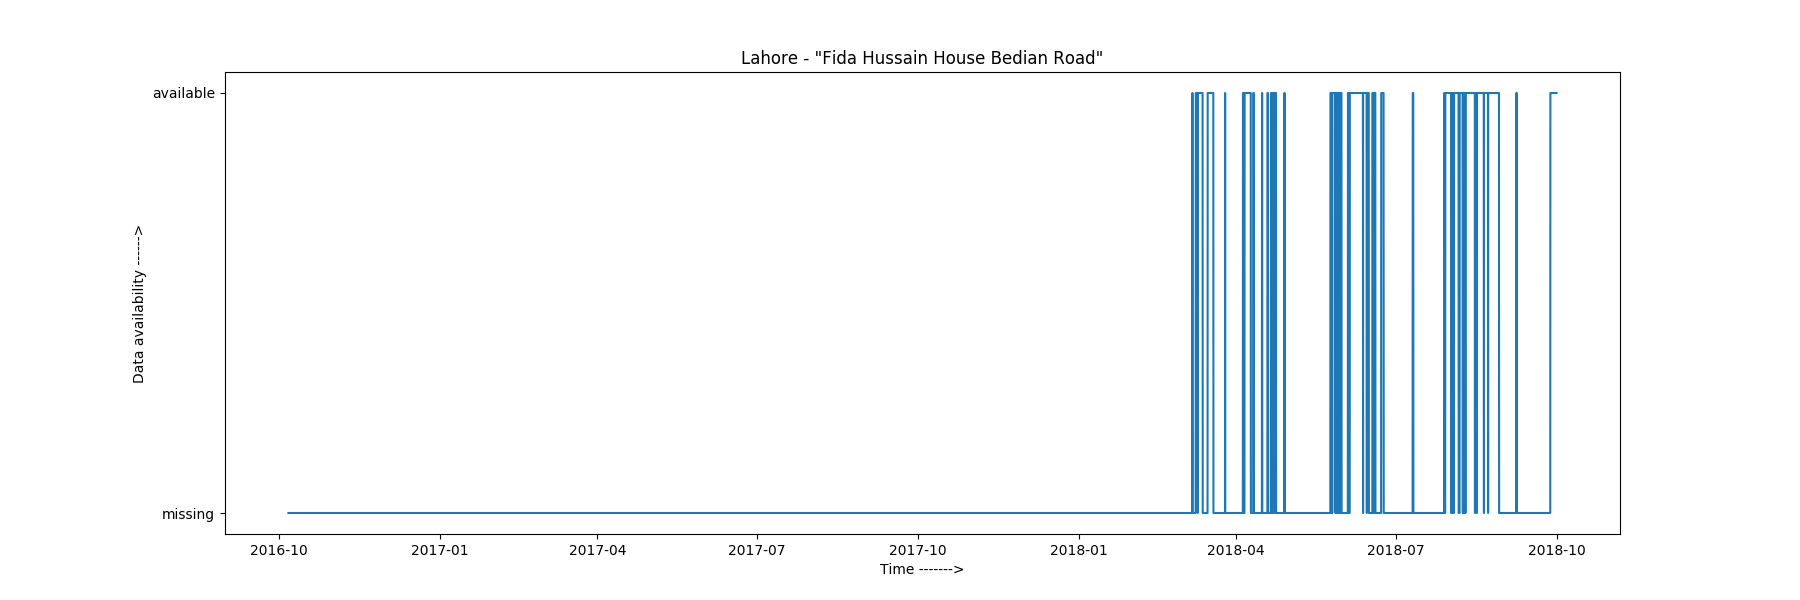 Lahore - "Fida Hussain House Bedian Road"
available
missing
Data availability ------>
2016-10 2017-01 2017-04 2017-07 2017-10 2018-01 2018-04 2018-07 2018-10
Time ------->